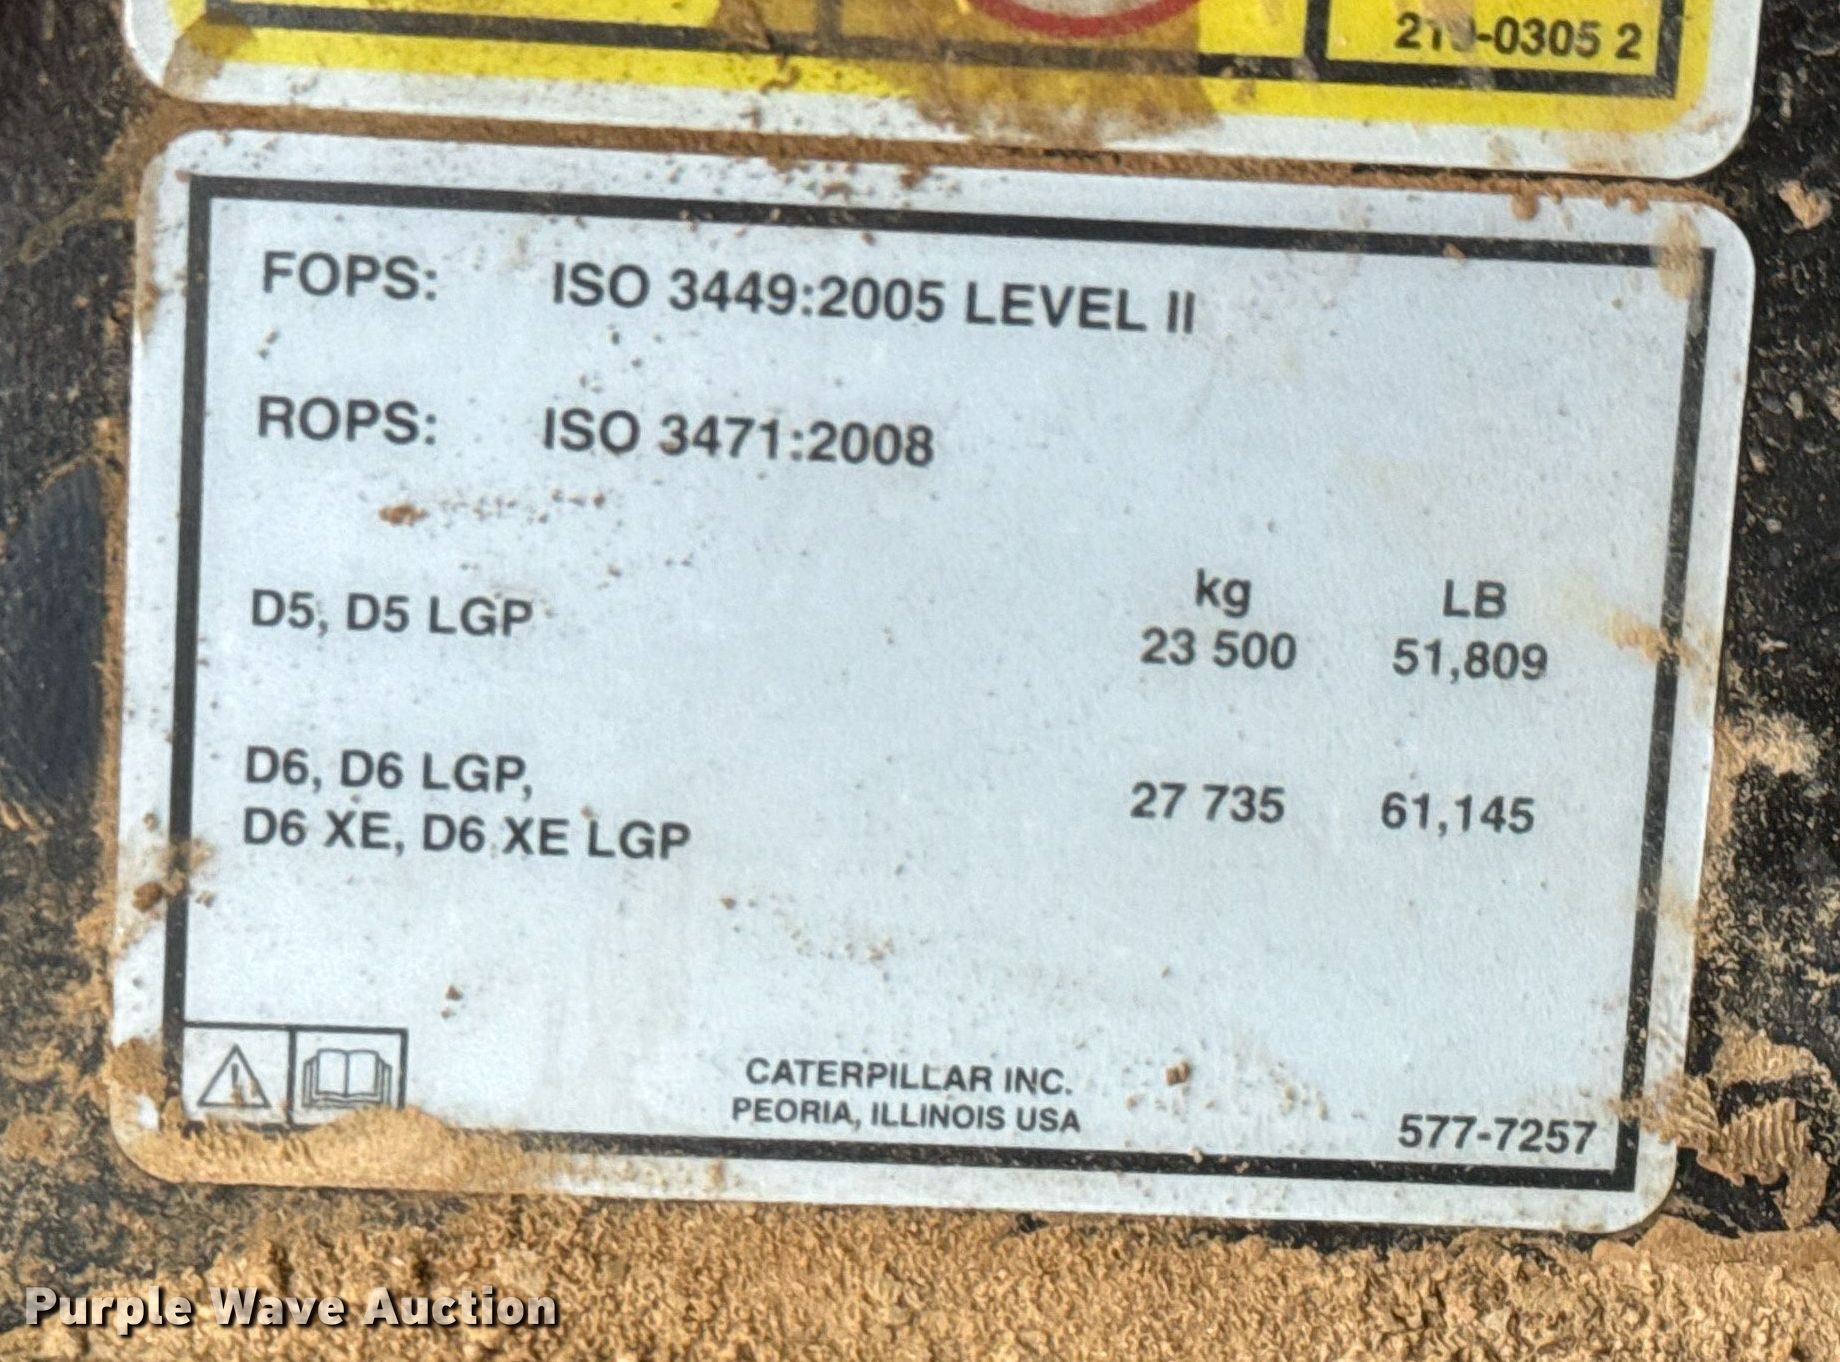 -0305 2
FOPS: ISO 3449:2005 LEVEL II
ROPS: ISO 3471:2008
kg LB
D5, D5 LGP 23 500 51,809
D6, D6 LGP, 27 735 61,145
D6 XE, D6 XE LGP
CATERPILLAR INC.
PEORIA, ILLINOIS USA
577-7257
Purple Wave Auction